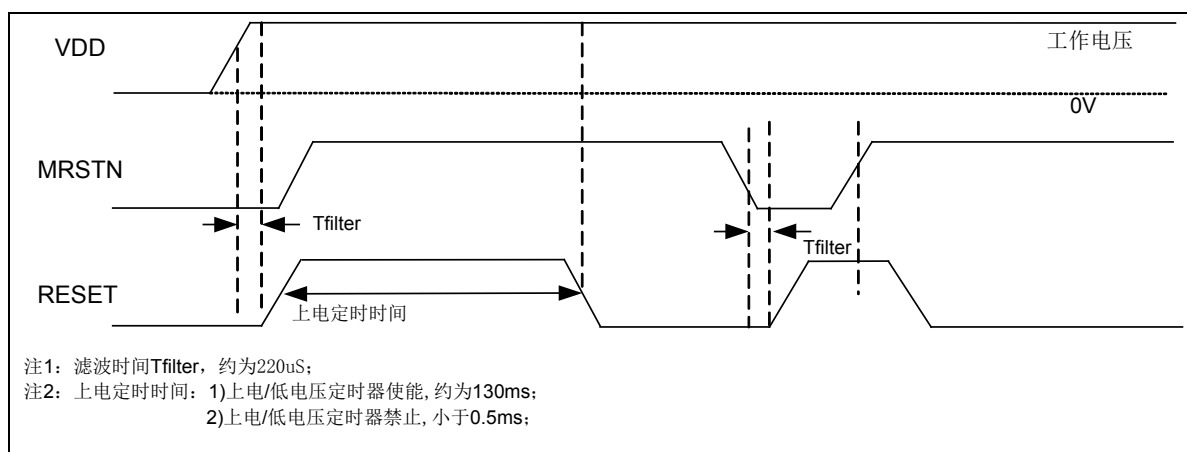 VDD
工作电压
0V
MRSTN
Tfilter
Tfilter
RESET
上电定时时间
注1：滤波时间Tfilter，约为220uS；
注2：上电定时时间：1)上电/低电压定时器使能,约为130ms；
2)上电/低电压定时器禁止,小于0.5ms；